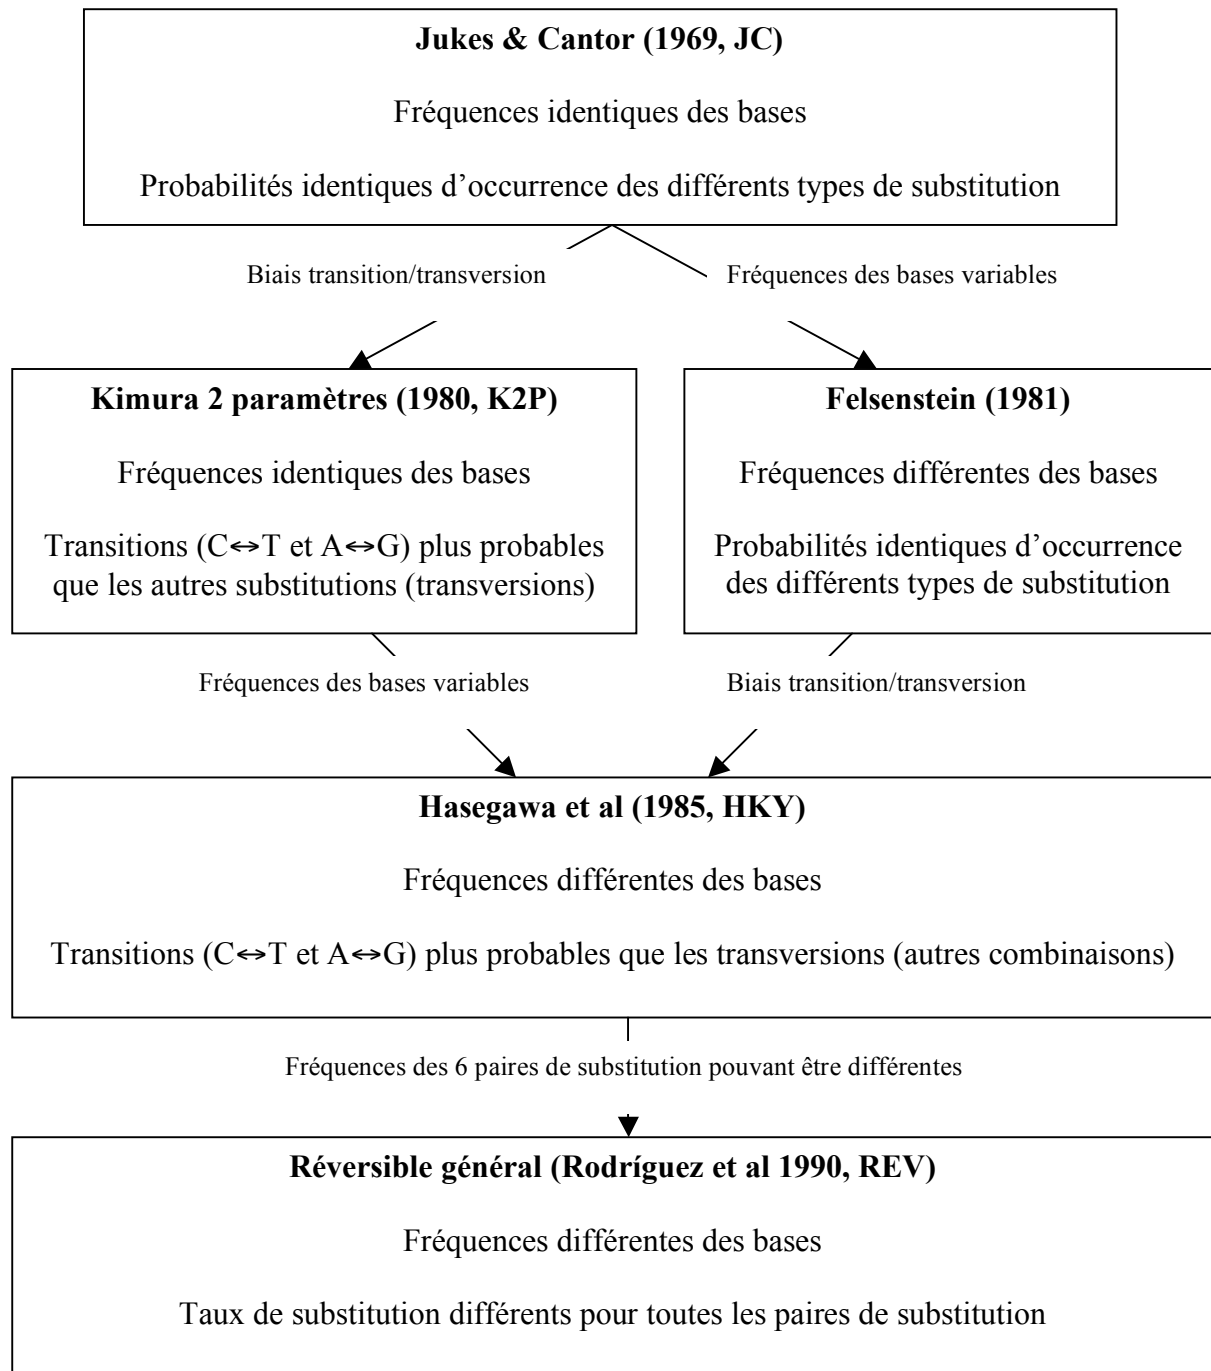 Jukes & Cantor (1969, JC)
Fréquences identiques des bases
Probabilités identiques d’occurrence des différents types de substitution
Biais transition/transversion
Fréquences des bases variables
Kimura 2 paramètres (1980, K2P)
Fréquences identiques des bases
Transitions (C↔T et A↔G) plus probables
que les autres substitutions (transversions)
Felsenstein (1981)
Fréquences différentes des bases
Probabilités identiques d’occurrence
des différents types de substitution
Fréquences des bases variables
Biais transition/transversion
Hasegawa et al (1985, HKY)
Fréquences différentes des bases
Transitions (C↔T et A↔G) plus probables que les transversions (autres combinaisons)
Fréquences des 6 paires de substitution pouvant être différentes
Réversible général (Rodríguez et al 1990, REV)
Fréquences différentes des bases
Taux de substitution différents pour toutes les paires de substitution